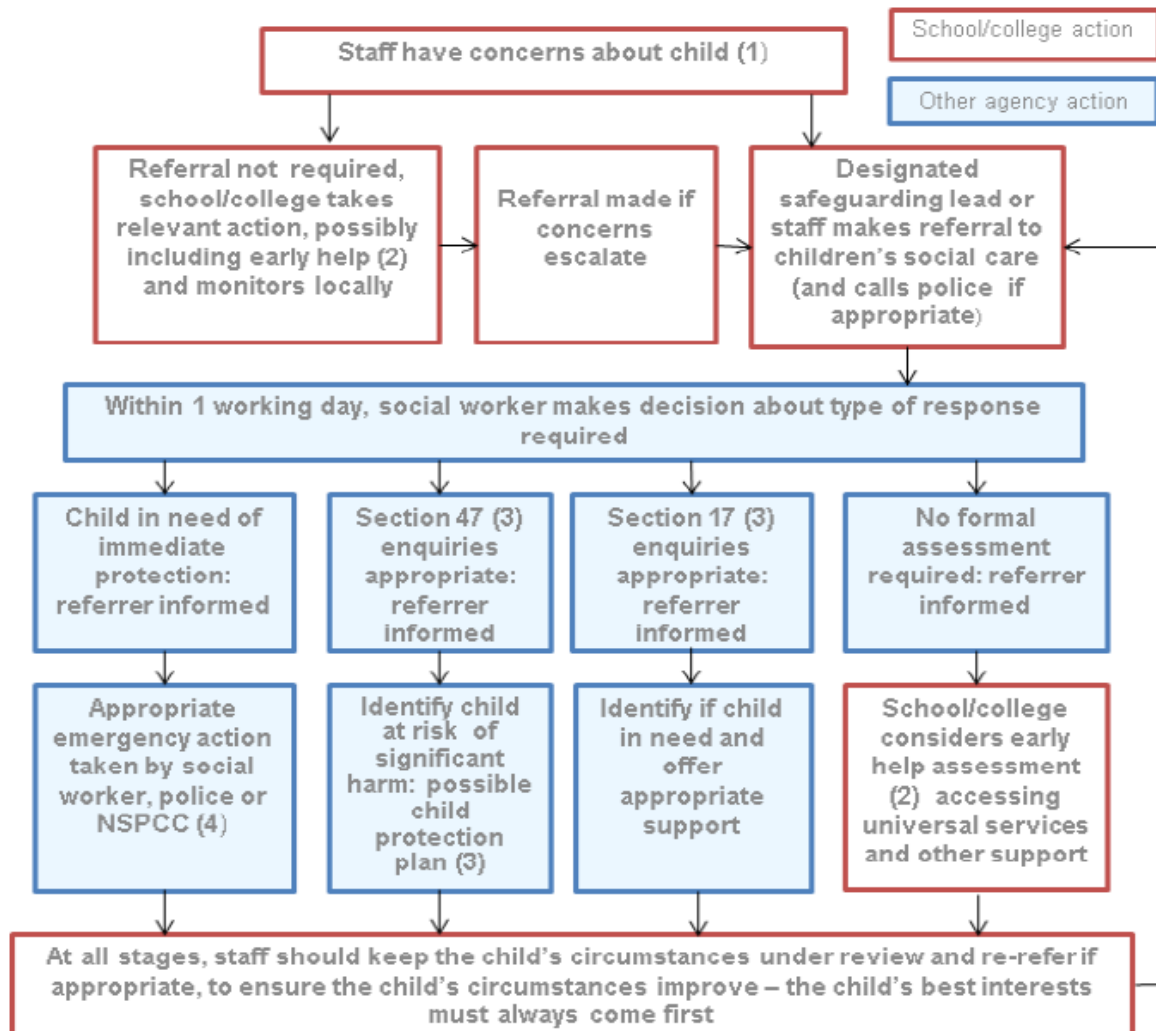 School/college action
Staff have concerns about child (1)
Other agency action
Referral not required,
school/college takes
relevant action, possibly
including early help (2)
and monitors locally
Referral made if
concerns
escalate
Designated
safeguarding lead or
staff makes referral to
children's social care
(and calls police if
appropriate)
Within 1 working day, social worker makes decision about type of response
required
Child in need of
immediate
protection:
referrer informed
Section 47 (3)
enquiries
appropriate:
referrer
informed
Section 17 (3)
enquiries
appropriate:
referrer
informed
No formal
assessment
required: referrer
informed
Appropriate
emergency action
taken by social
worker, police or
NSPCC (4)
Identify child
at risk of
significant
harm: possible
child
protection
plan (3)
Identify if child
in need and
offer
appropriate
support
School/college
considers early
help assessment
(2) accessing
universal services
and other support
At all stages, staff should keep the child's circumstances under review and re-refer if
appropriate, to ensure the child's circumstances improve – the child's best interests
must always come first